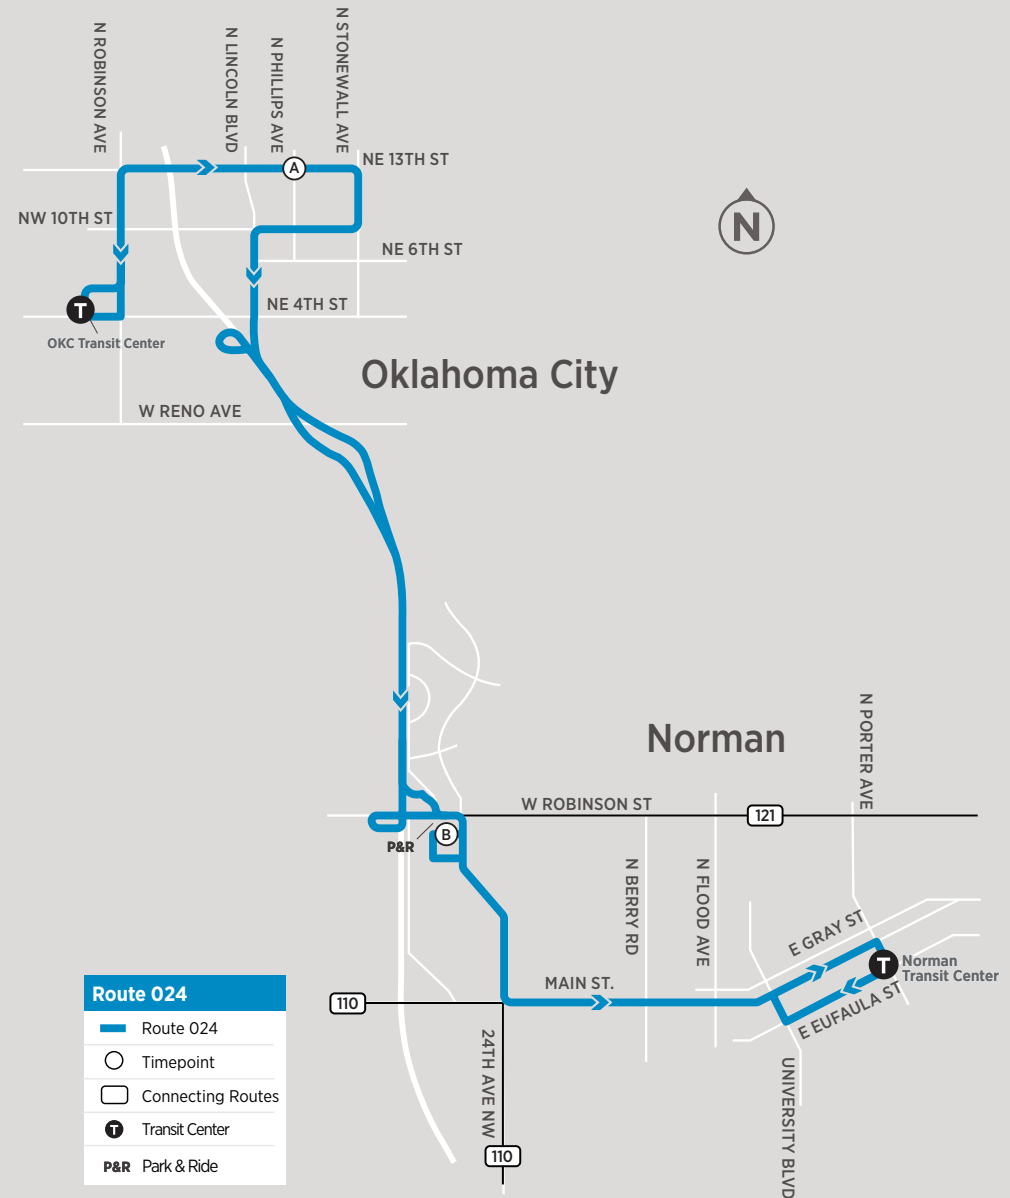 N ROBINSON AVE
N LINCOLN BLVD
N PHILLIPS AVE
N STONEWALL AVE
NE 13TH ST
A
NW 10TH ST
NE 6TH ST
N
NE 4TH ST
T
OKC Transit Center
Oklahoma City
W RENO AVE
Norman
N PORTER AVE
W ROBINSON ST
121
B
P&R
N BERRY RD
N FLOOD AVE
E GRAY ST
T
Norman
Transit Center
MAIN ST.
E EUFAULA ST
110
24TH AVE NW
UNIVERSITY BLVD
110
Route 024
Route 024
Timepoint
Connecting Routes
T Transit Center
P&R Park & Ride